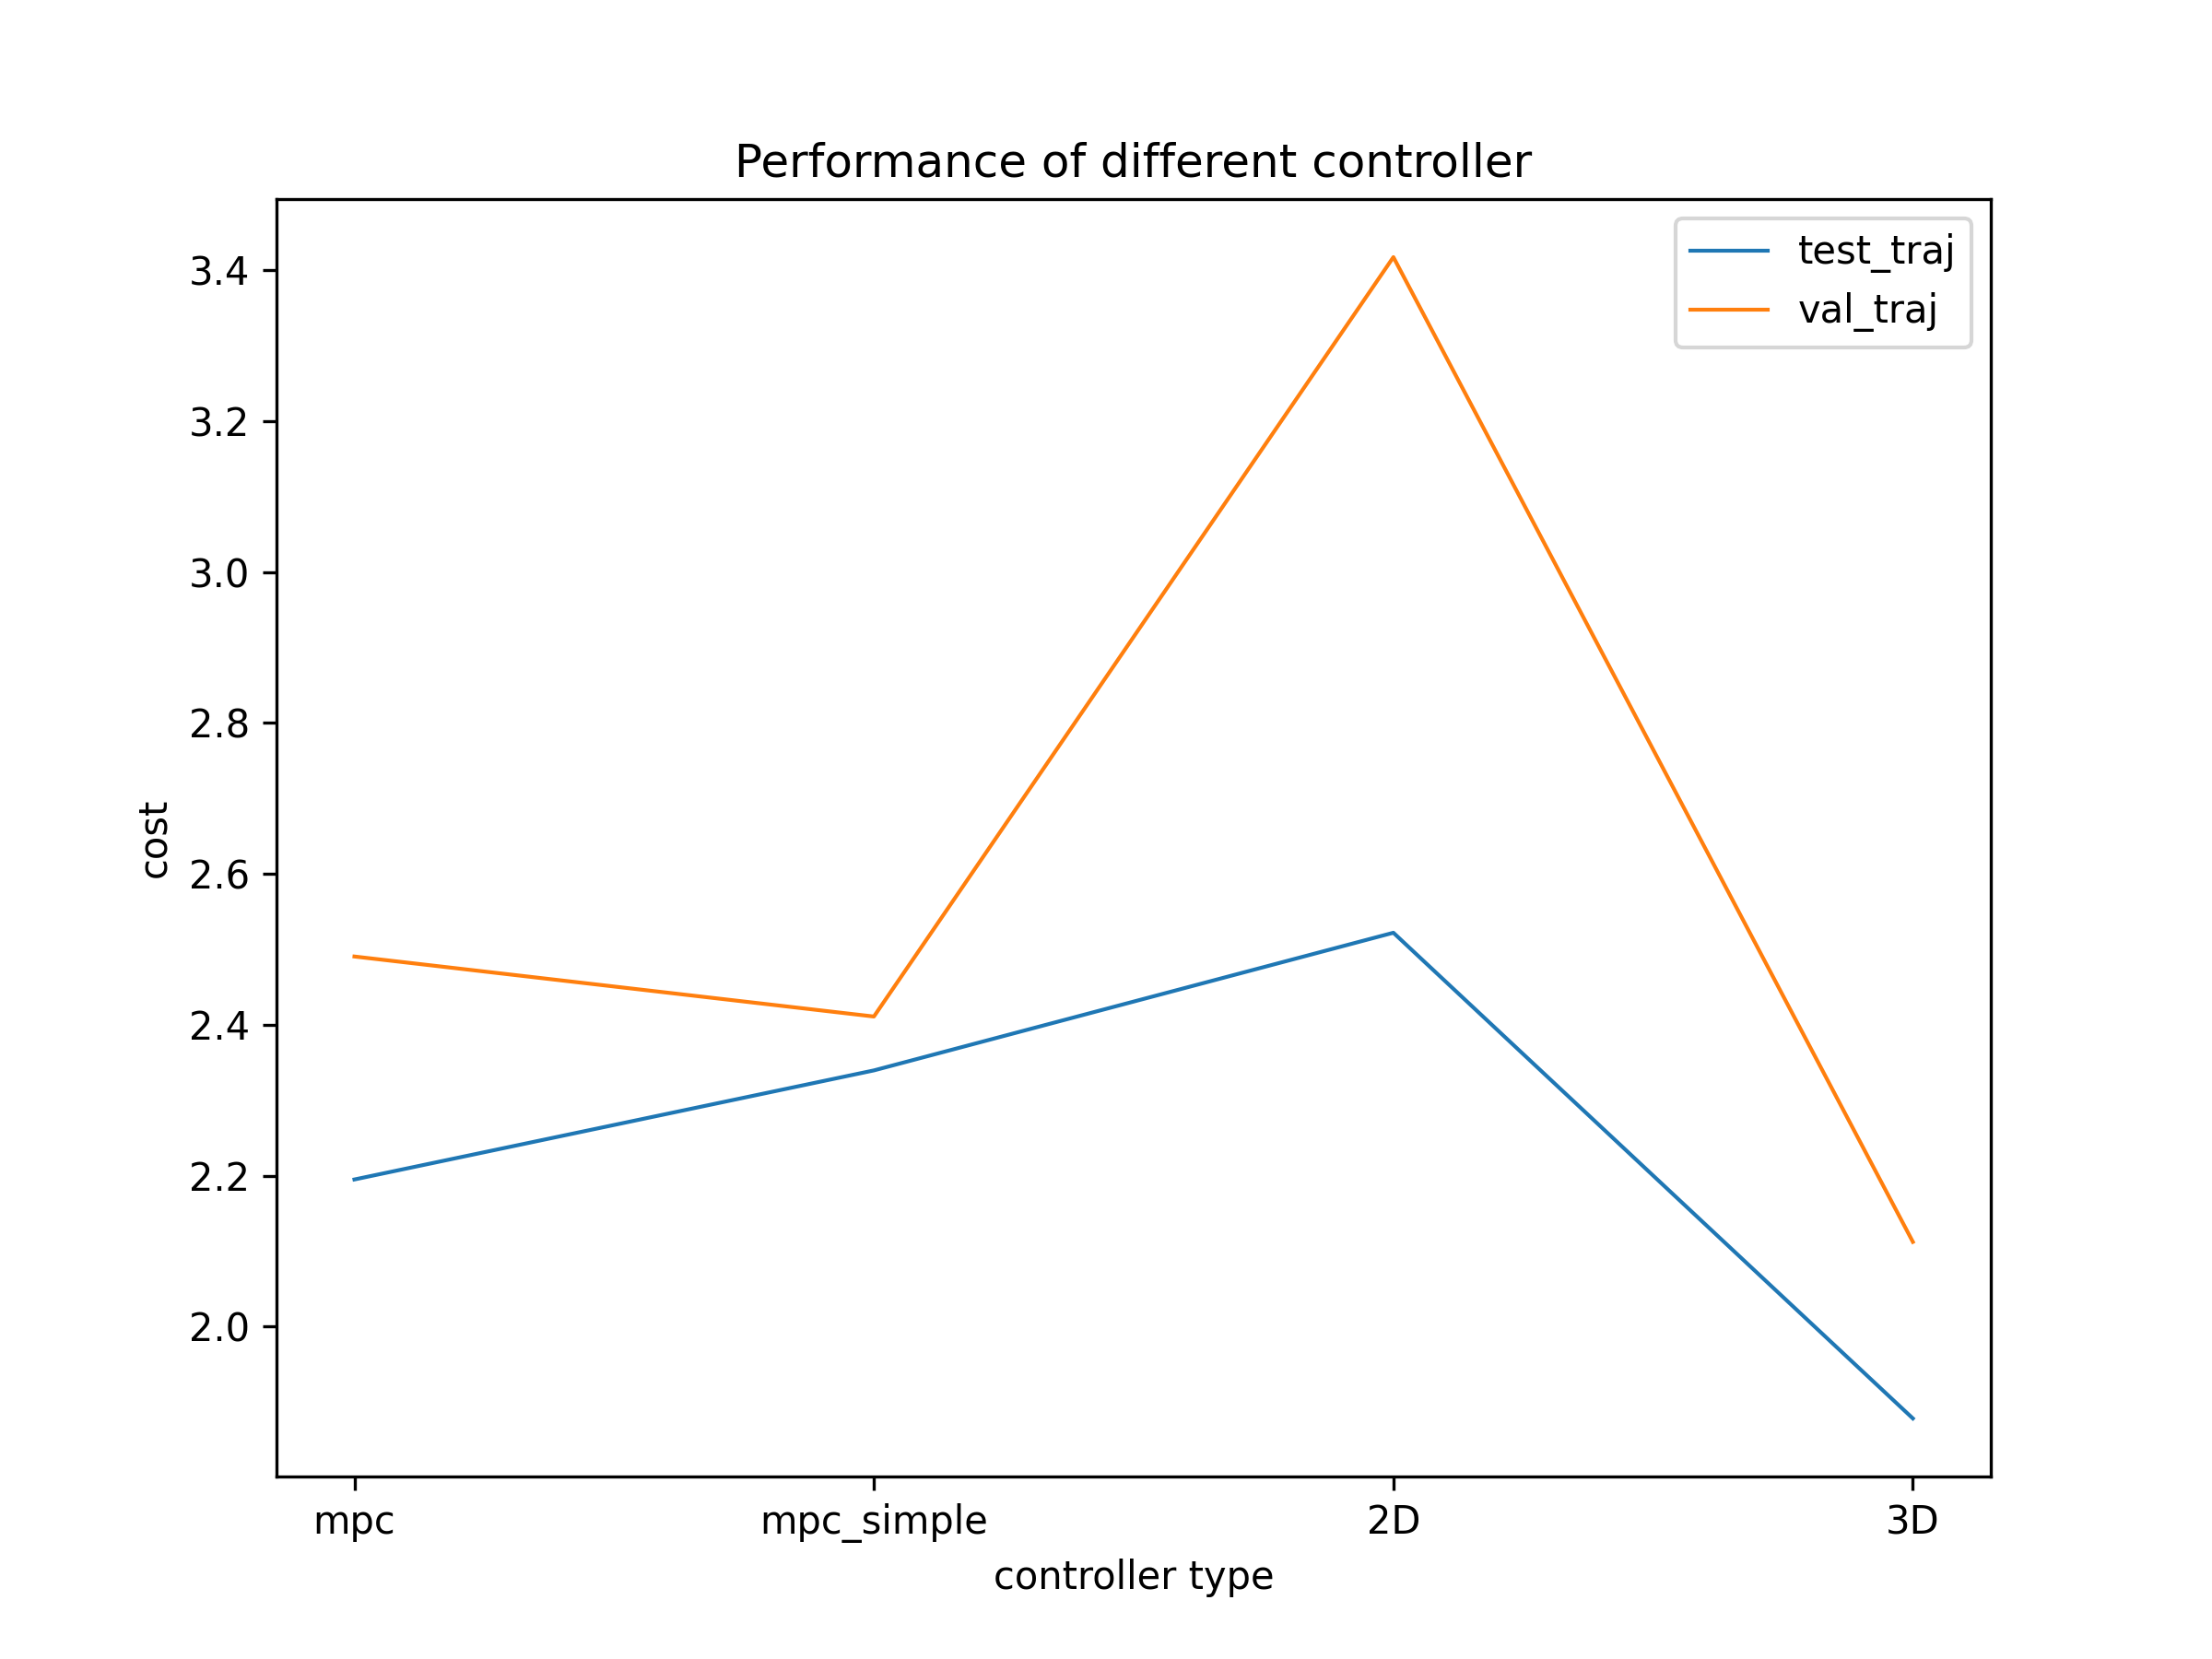 Performance of different controller
test_traj
val_traj
3.4
3.2
3.0
2.8
2.6
2.4
2.2
2.0
cost
mpc mpc_simple 2D 3D
controller type